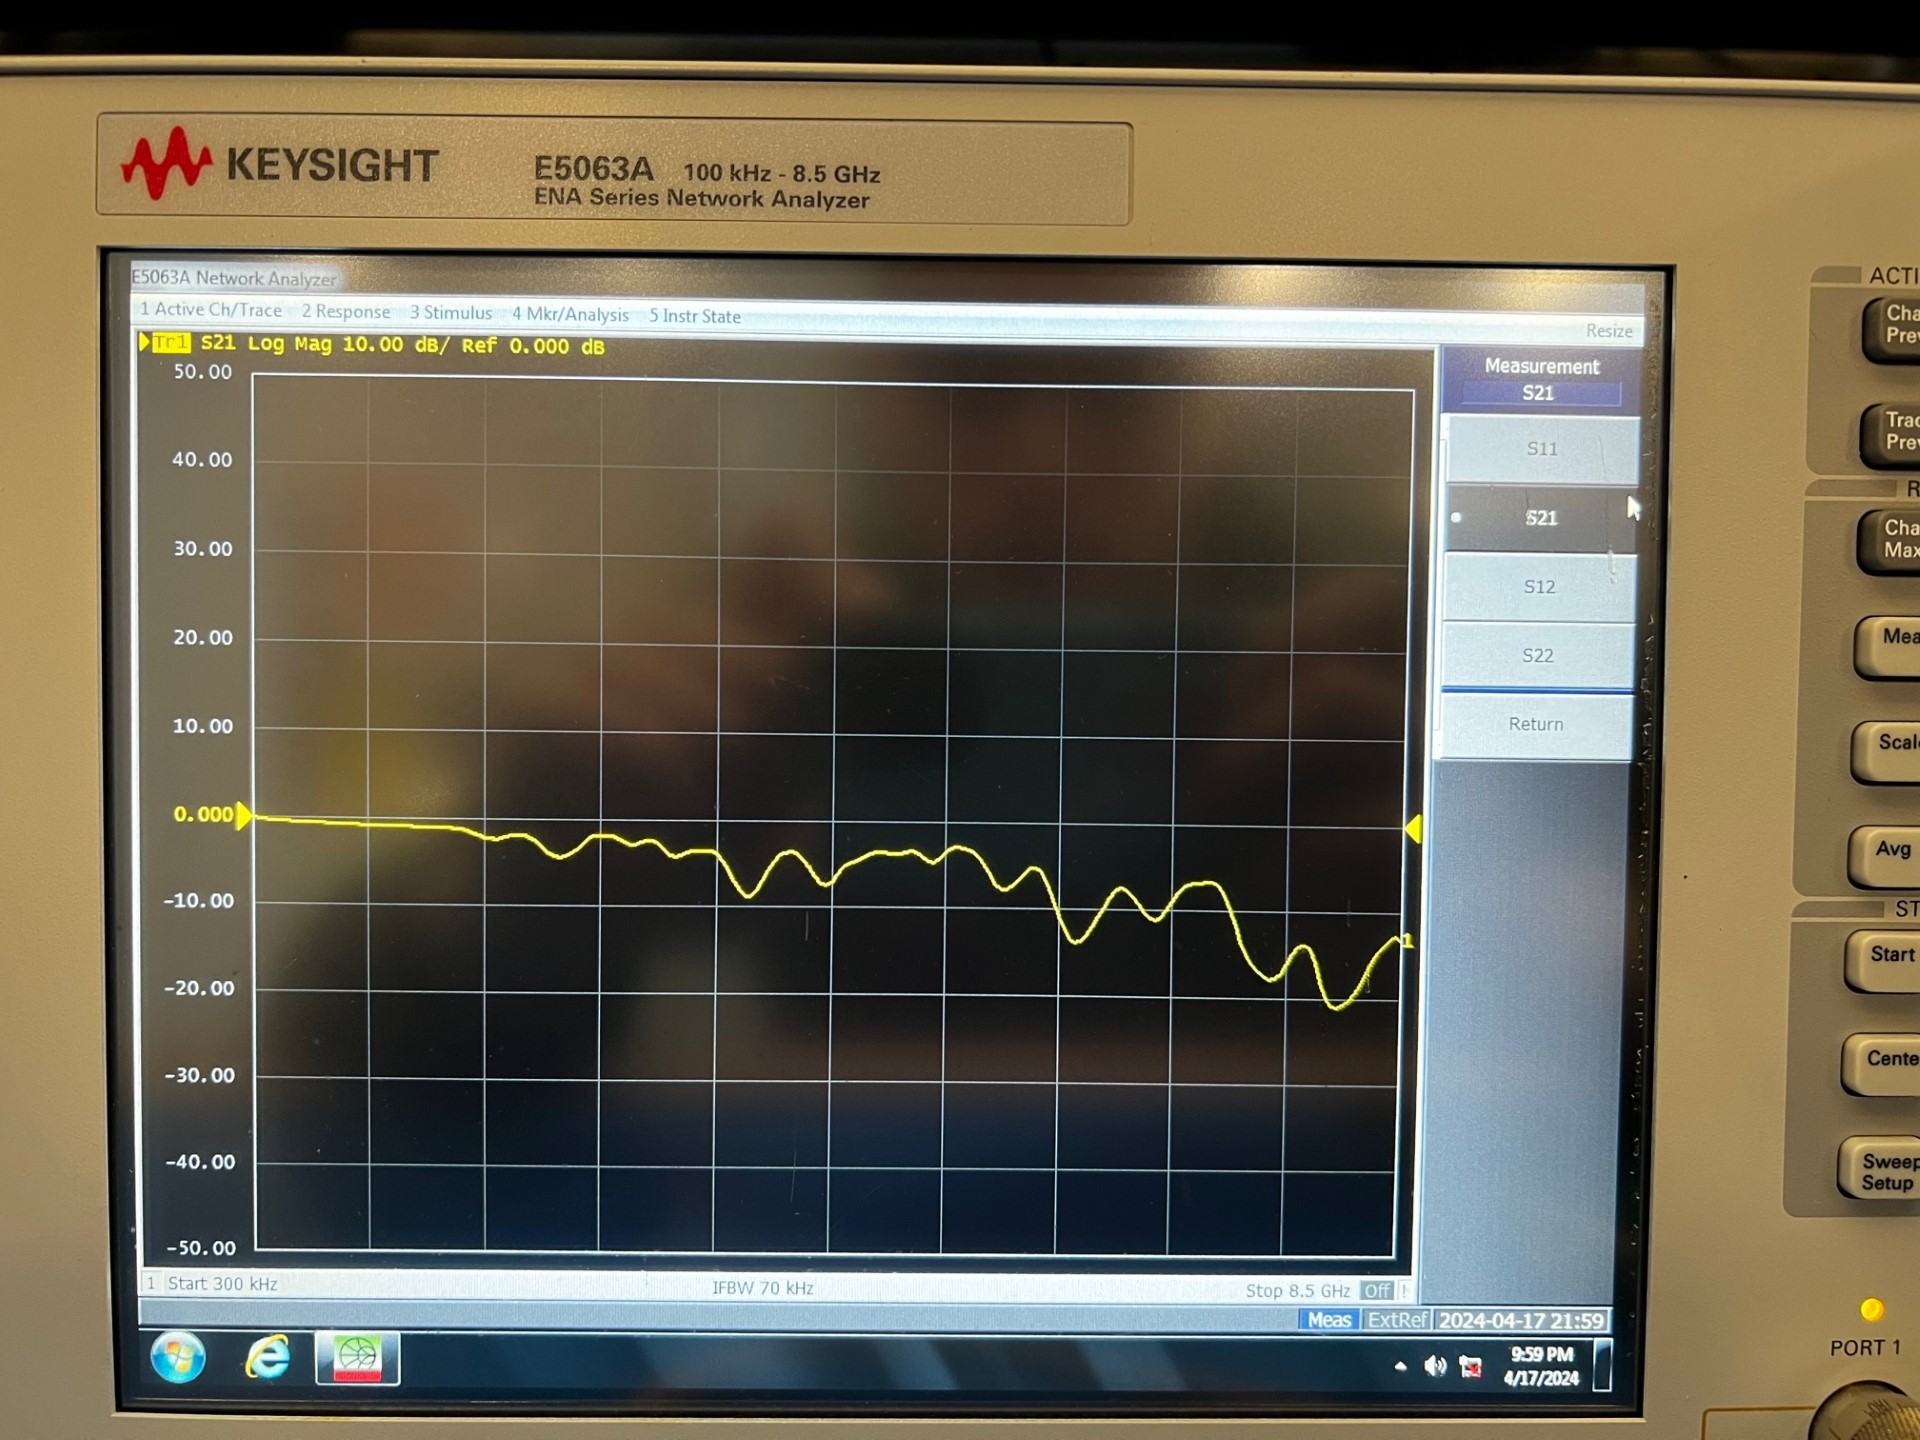 KEYSIGHT
E5063A 100 kHz - 8.5 GHz
ENA Series Network Analyzer
E5063A Network Analyzer
1 Active Ch/Trace 2 Response 3 Stimulus 4 Mkr/Analysis 5 Instr State
Resize
Tr1 S21 Log Mag 10.00 dB/ Ref 0.000 dB
50.00
40.00
30.00
20.00
10.00
0.000
-10.00
-20.00
-30.00
-40.00
-50.00
1
Measurement
S21
S11
S21
S12
S22
Return
1 Start 300 kHz
IFBW 70 kHz
Stop 8.5 GHz Off
Meas ExtRef 2024-04-17 21:59
9:59 PM
4/17/2024
Start
Avg
Sweep
Setup
PORT 1